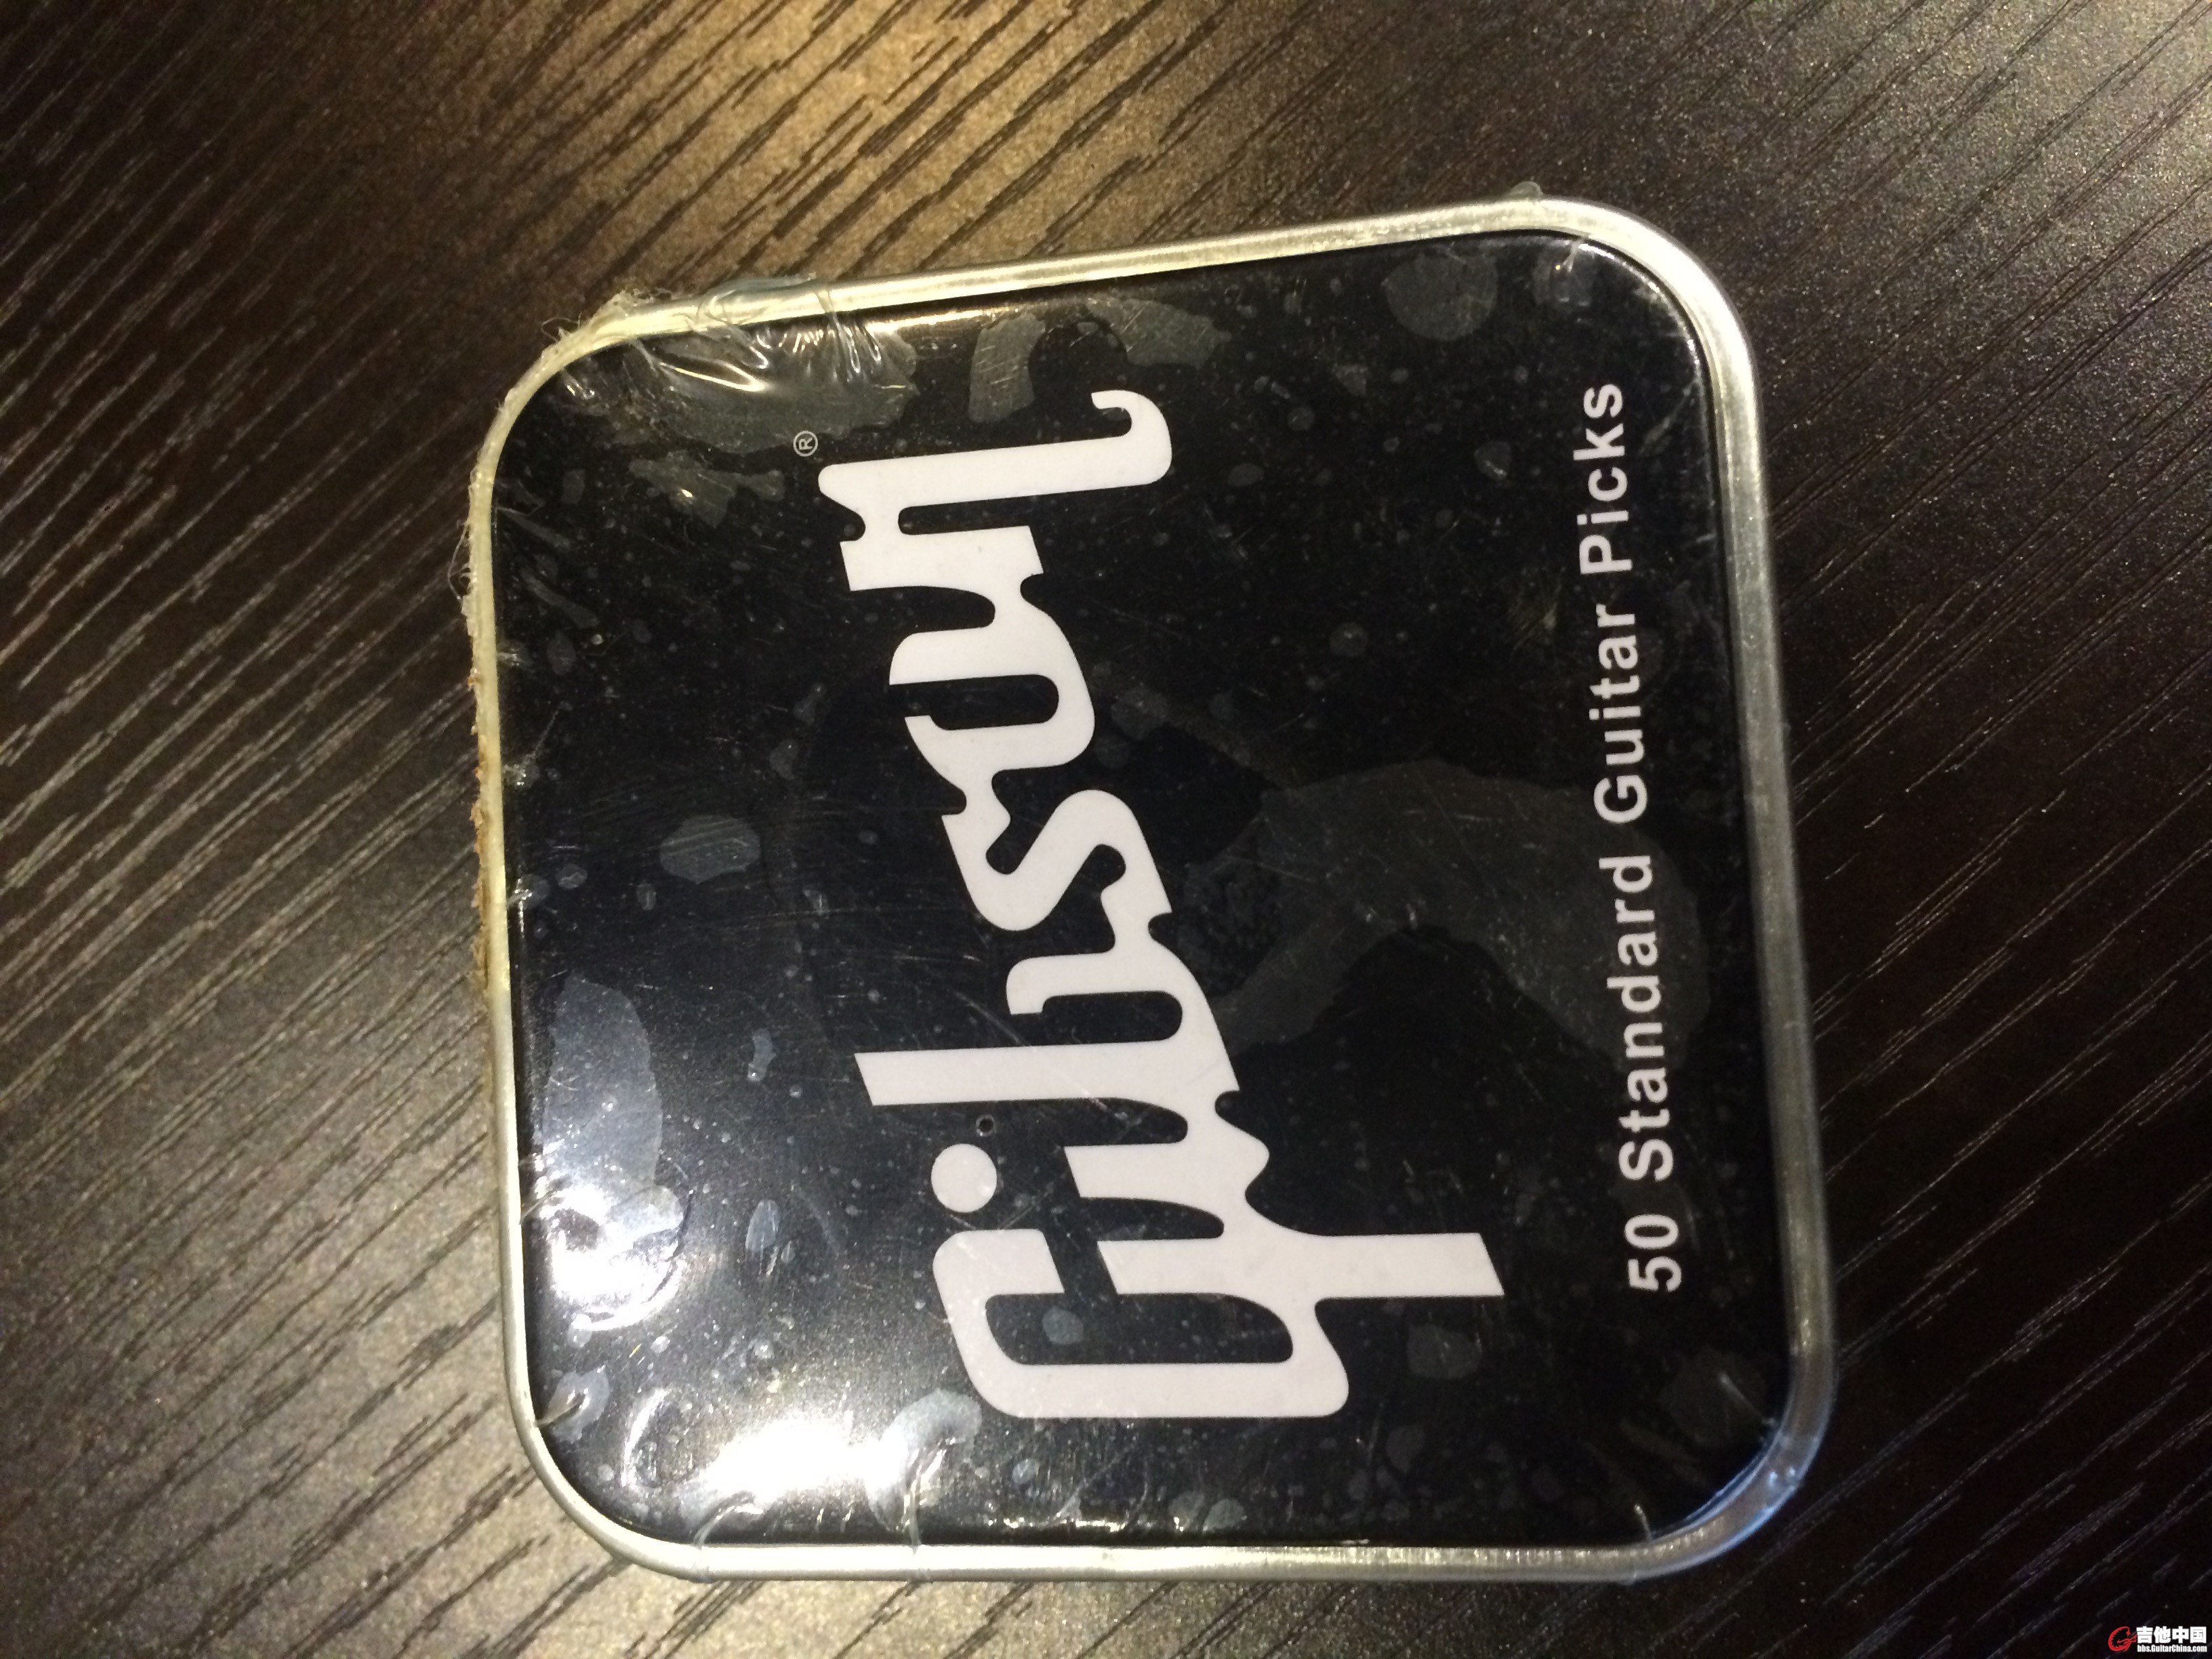 Gibson®
50 Standard Guitar Picks
吉他中国
bbs.GuitarChina.com